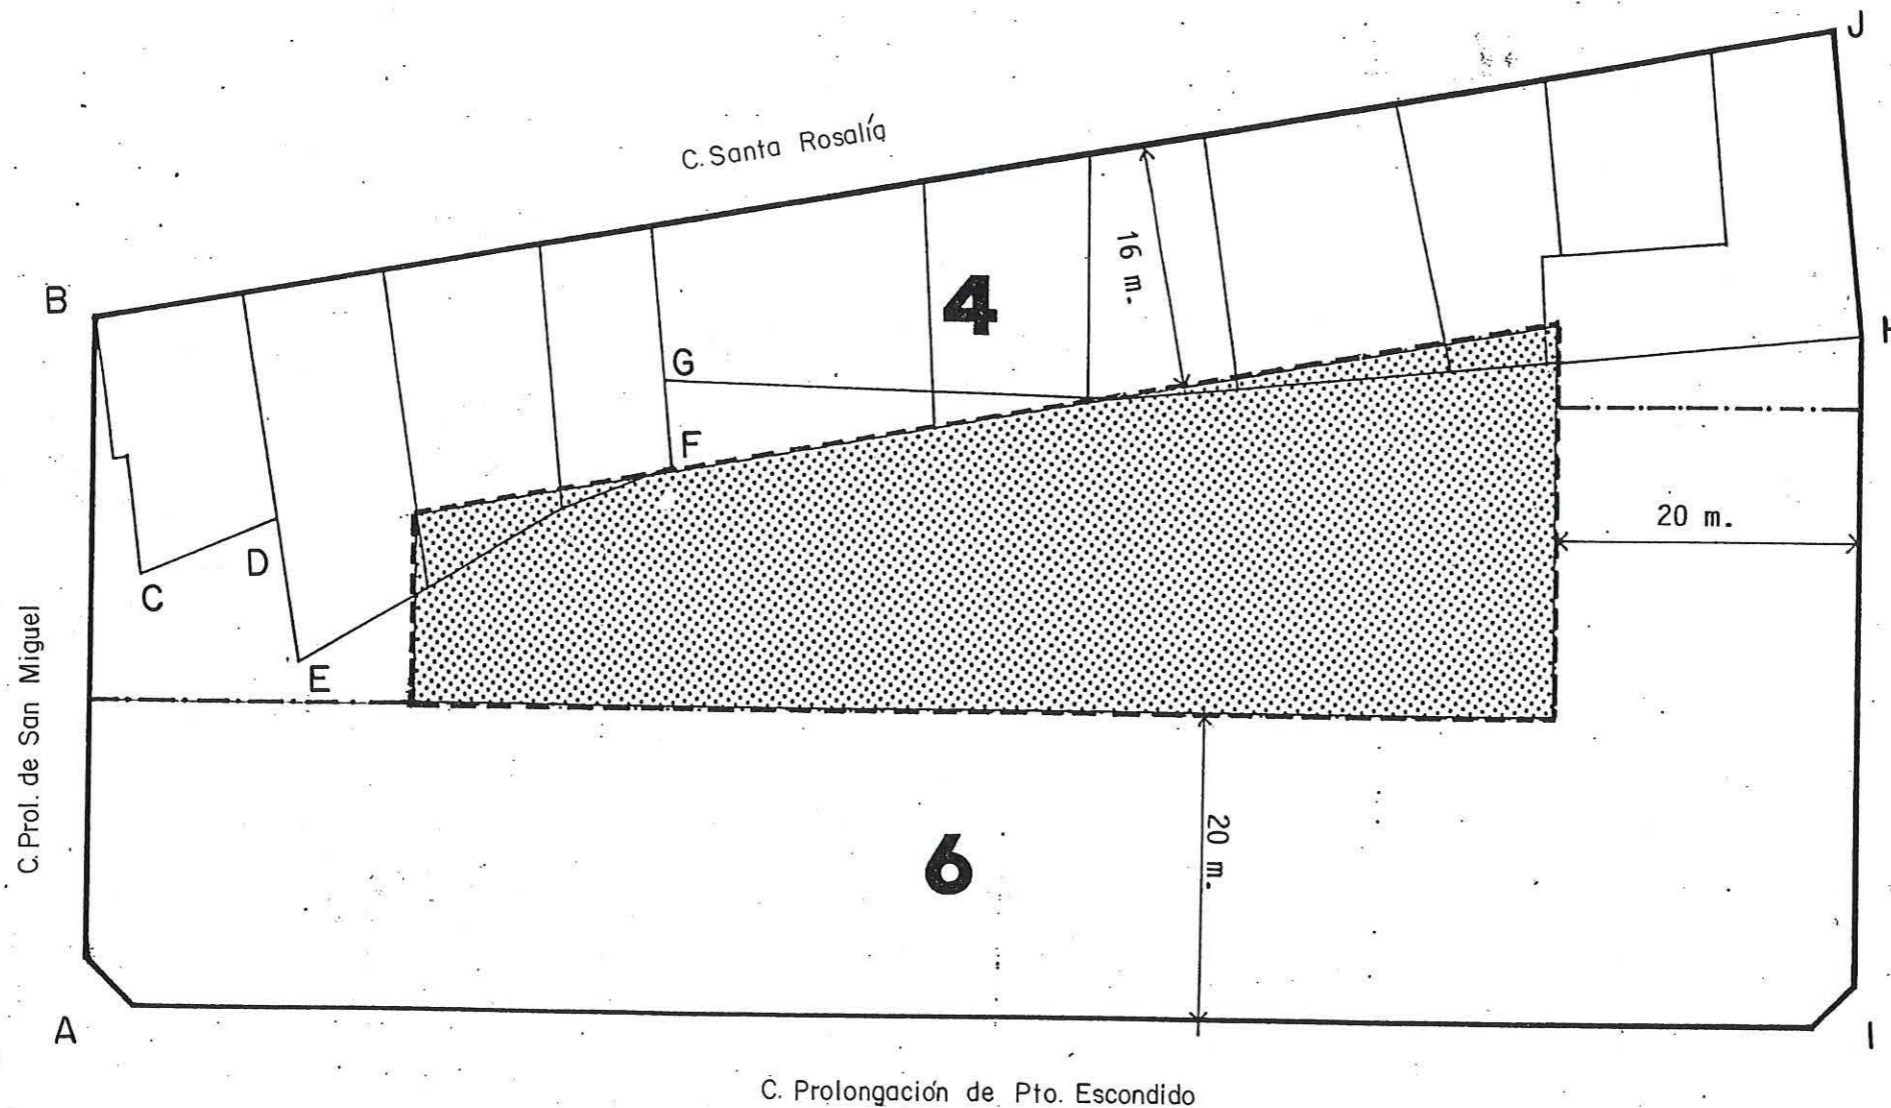 J
C. Santa Rosalía
B
4
16 m.
G
H
F
20 m.
D
C
E
C. Prol. de San Miguel
6
20 m.
A
I
C. Prolongación de Pto. Escondido